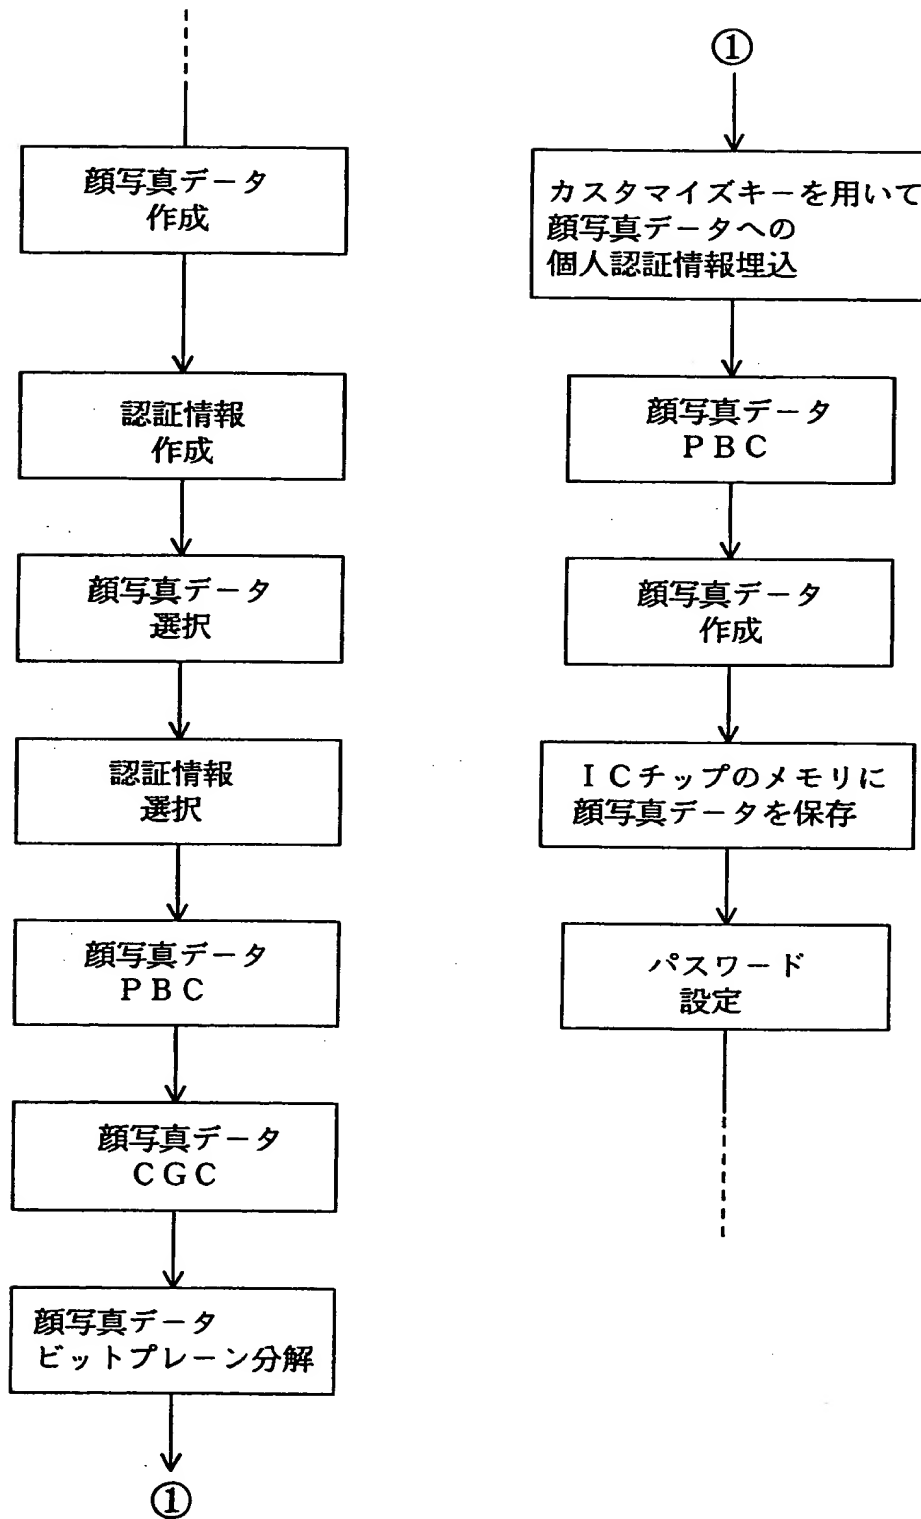 顔写真データ
作成
認証情報
作成
顔写真データ
選択
認証情報
選択
顔写真データ
ＰＢＣ
顔写真データ
ＣＧＣ
顔写真データ
ビットプレーン分解
①
①
カスタマイズキーを用いて
顔写真データへの
個人認証情報埋込
顔写真データ
ＰＢＣ
顔写真データ
作成
ＩＣチップのメモリに
顔写真データを保存
パスワード
設定